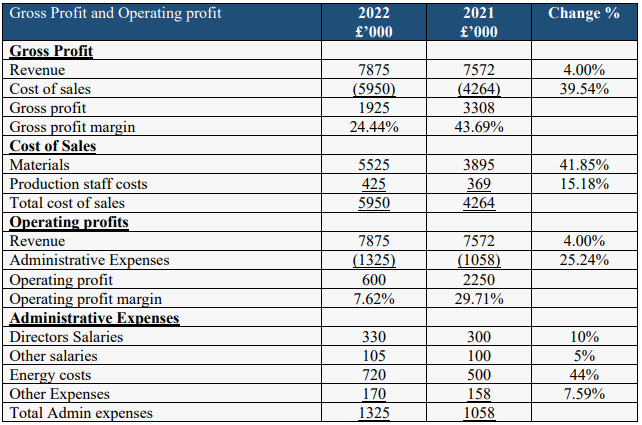 Gross Profit and Operating profit 2022 £’000 2021 £’000 Change %
Gross Profit
Revenue 7875 7572 4.00%
Cost of sales (5950) (4264) 39.54%
Gross profit 1925 3308
Gross profit margin 24.44% 43.69%
Cost of Sales
Materials 5525 3895 41.85%
Production staff costs 425 369 15.18%
Total cost of sales 5950 4264
Operating profits
Revenue 7875 7572 4.00%
Administrative Expenses (1325) (1058) 25.24%
Operating profit 600 2250
Operating profit margin 7.62% 29.71%
Administrative Expenses
Directors Salaries 330 300 10%
Other salaries 105 100 5%
Energy costs 720 500 44%
Other Expenses 170 158 7.59%
Total Admin expenses 1325 1058